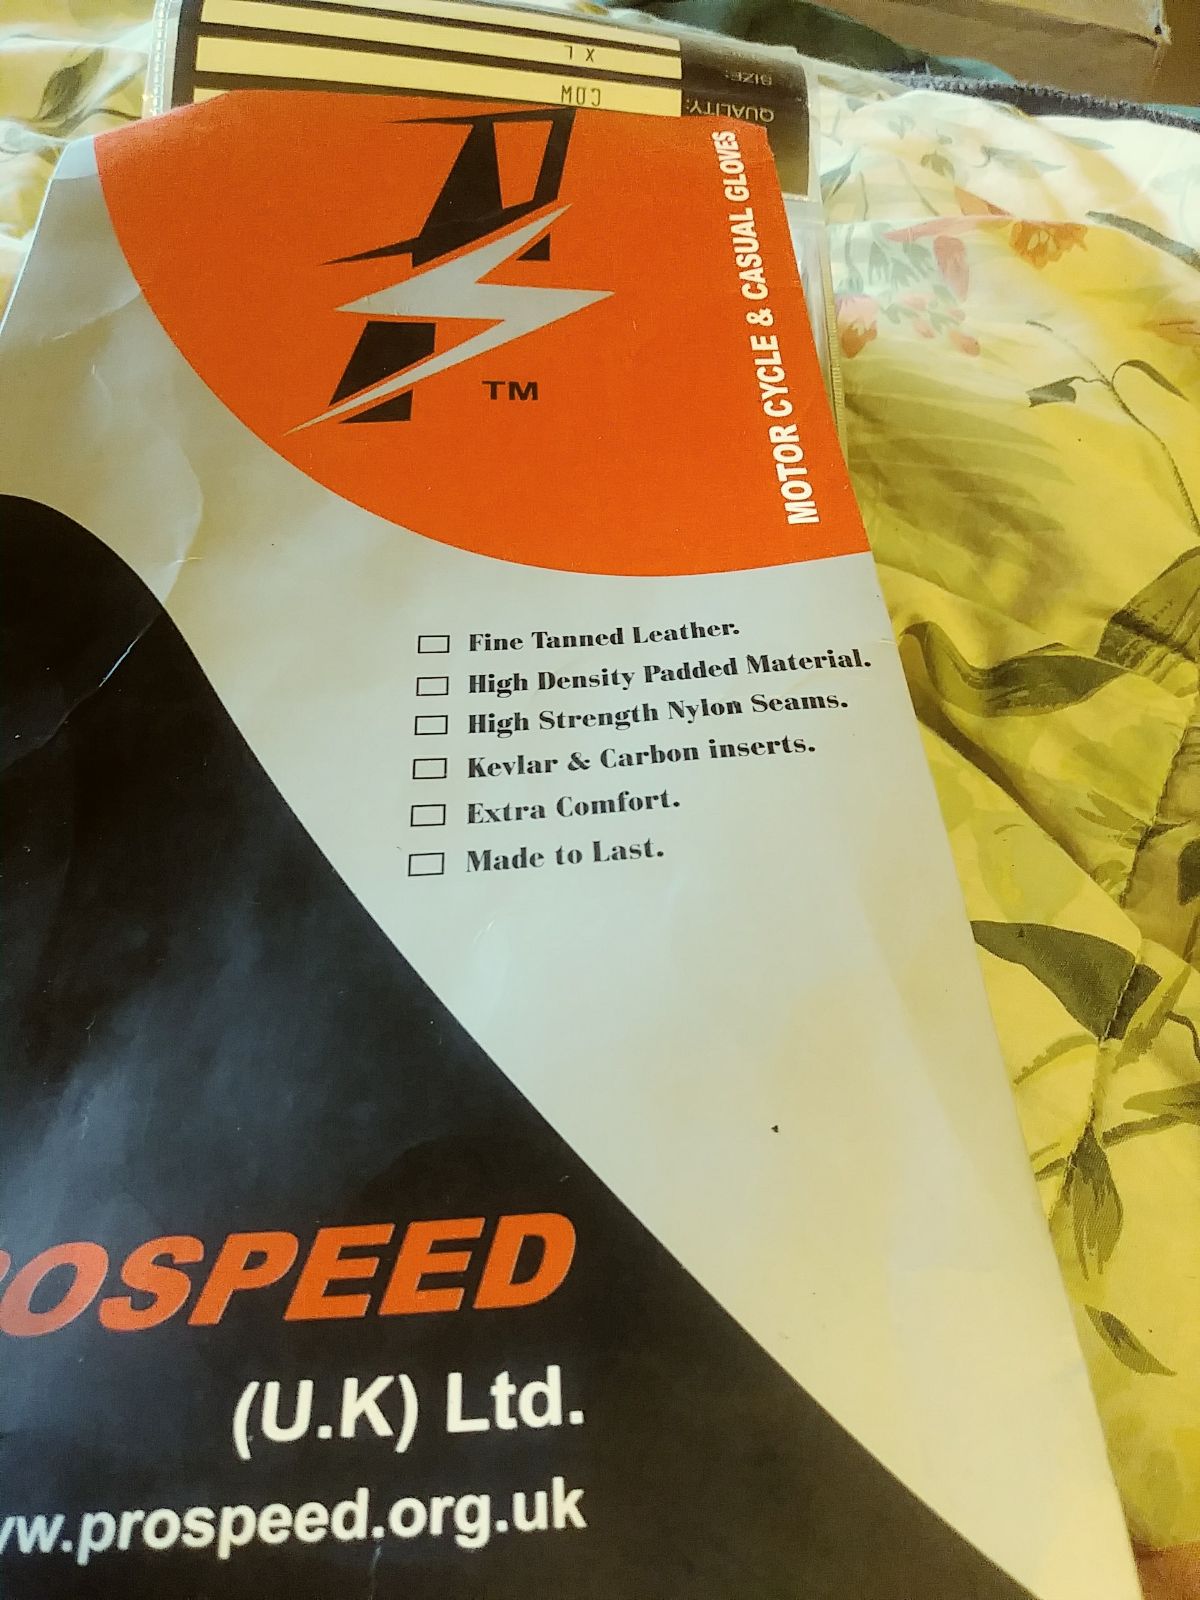 X L
SIZE:
COW
QUALITY:
MOTOR CYCLE & CASUAL GLOVES
TM
Fine Tanned Leather.
High Density Padded Material.
High Strength Nylon Seams.
Kevlar & Carbon inserts.
Extra Comfort.
Made to Last.
ROSPEED
(U.K) Ltd.
w.prospeed.org.uk